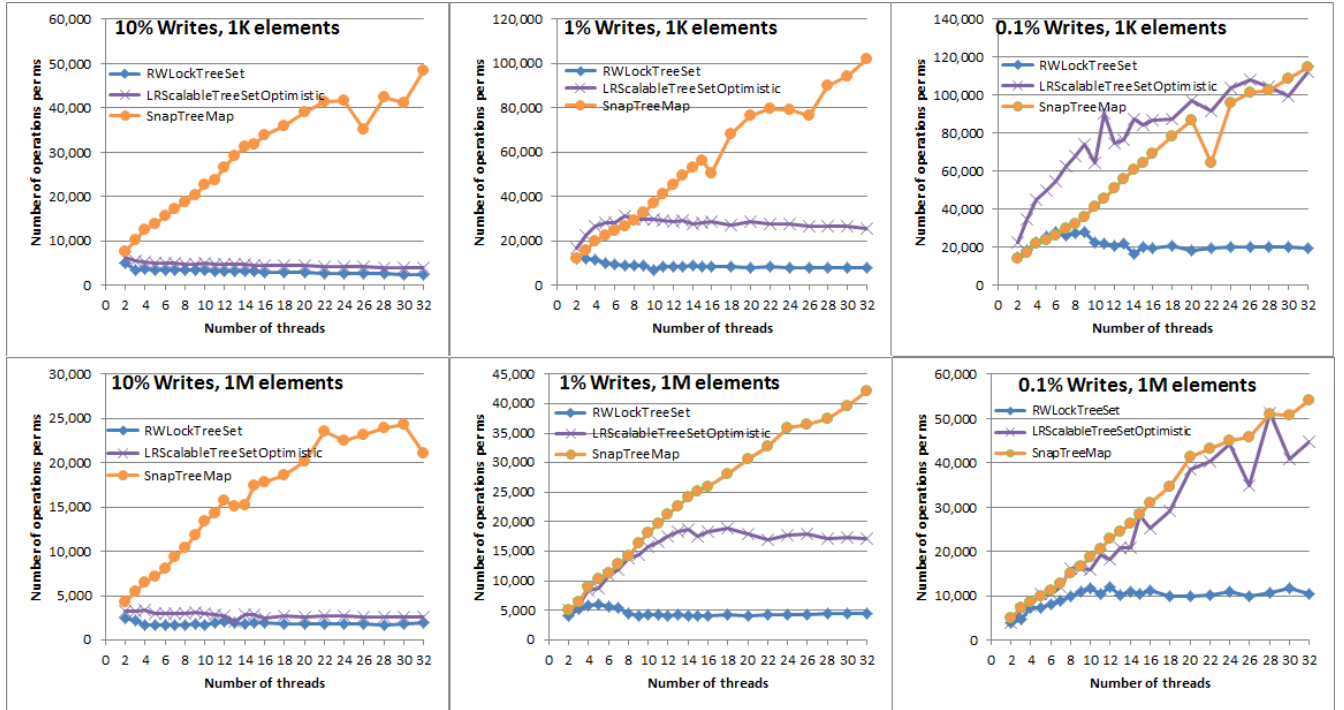 10% Writes, 1K elements
Number of operations per ms
60,000
50,000
40,000
30,000
20,000
10,000
0
RWLockTreeSet
LRScalableTreeSetOptimistic
SnapTreeMap
0 2 4 6 8 10 12 14 16 18 20 22 24 26 28 30 32
Number of threads
1% Writes, 1K elements
Number of operations per ms
120,000
100,000
80,000
60,000
40,000
20,000
0
RWLockTreeSet
LRScalableTreeSetOptimistic
SnapTreeMap
0 2 4 6 8 10 12 14 16 18 20 22 24 26 28 30 32
Number of threads
0.1% Writes, 1K elements
Number of operations per ms
140,000
120,000
100,000
80,000
60,000
40,000
20,000
0
RWLockTreeSet
LRScalableTreeSetOptimistic
SnapTreeMap
0 2 4 6 8 10 12 14 16 18 20 22 24 26 28 30 32
Number of threads
10% Writes, 1M elements
Number of operations per ms
30,000
25,000
20,000
15,000
10,000
5,000
0
RWLockTreeSet
LRScalableTreeSetOptimistic
SnapTreeMap
0 2 4 6 8 10 12 14 16 18 20 22 24 26 28 30 32
Number of threads
1% Writes, 1M elements
Number of operations per ms
45,000
40,000
35,000
30,000
25,000
20,000
15,000
10,000
5,000
0
RWLockTreeSet
LRScalableTreeSetOptimistic
SnapTreeMap
0 2 4 6 8 10 12 14 16 18 20 22 24 26 28 30 32
Number of threads
0.1% Writes, 1M elements
Number of operations per ms
60,000
50,000
40,000
30,000
20,000
10,000
0
RWLockTreeSet
LRScalableTreeSetOptimistic
SnapTreeMap
0 2 4 6 8 10 12 14 16 18 20 22 24 26 28 30 32
Number of threads